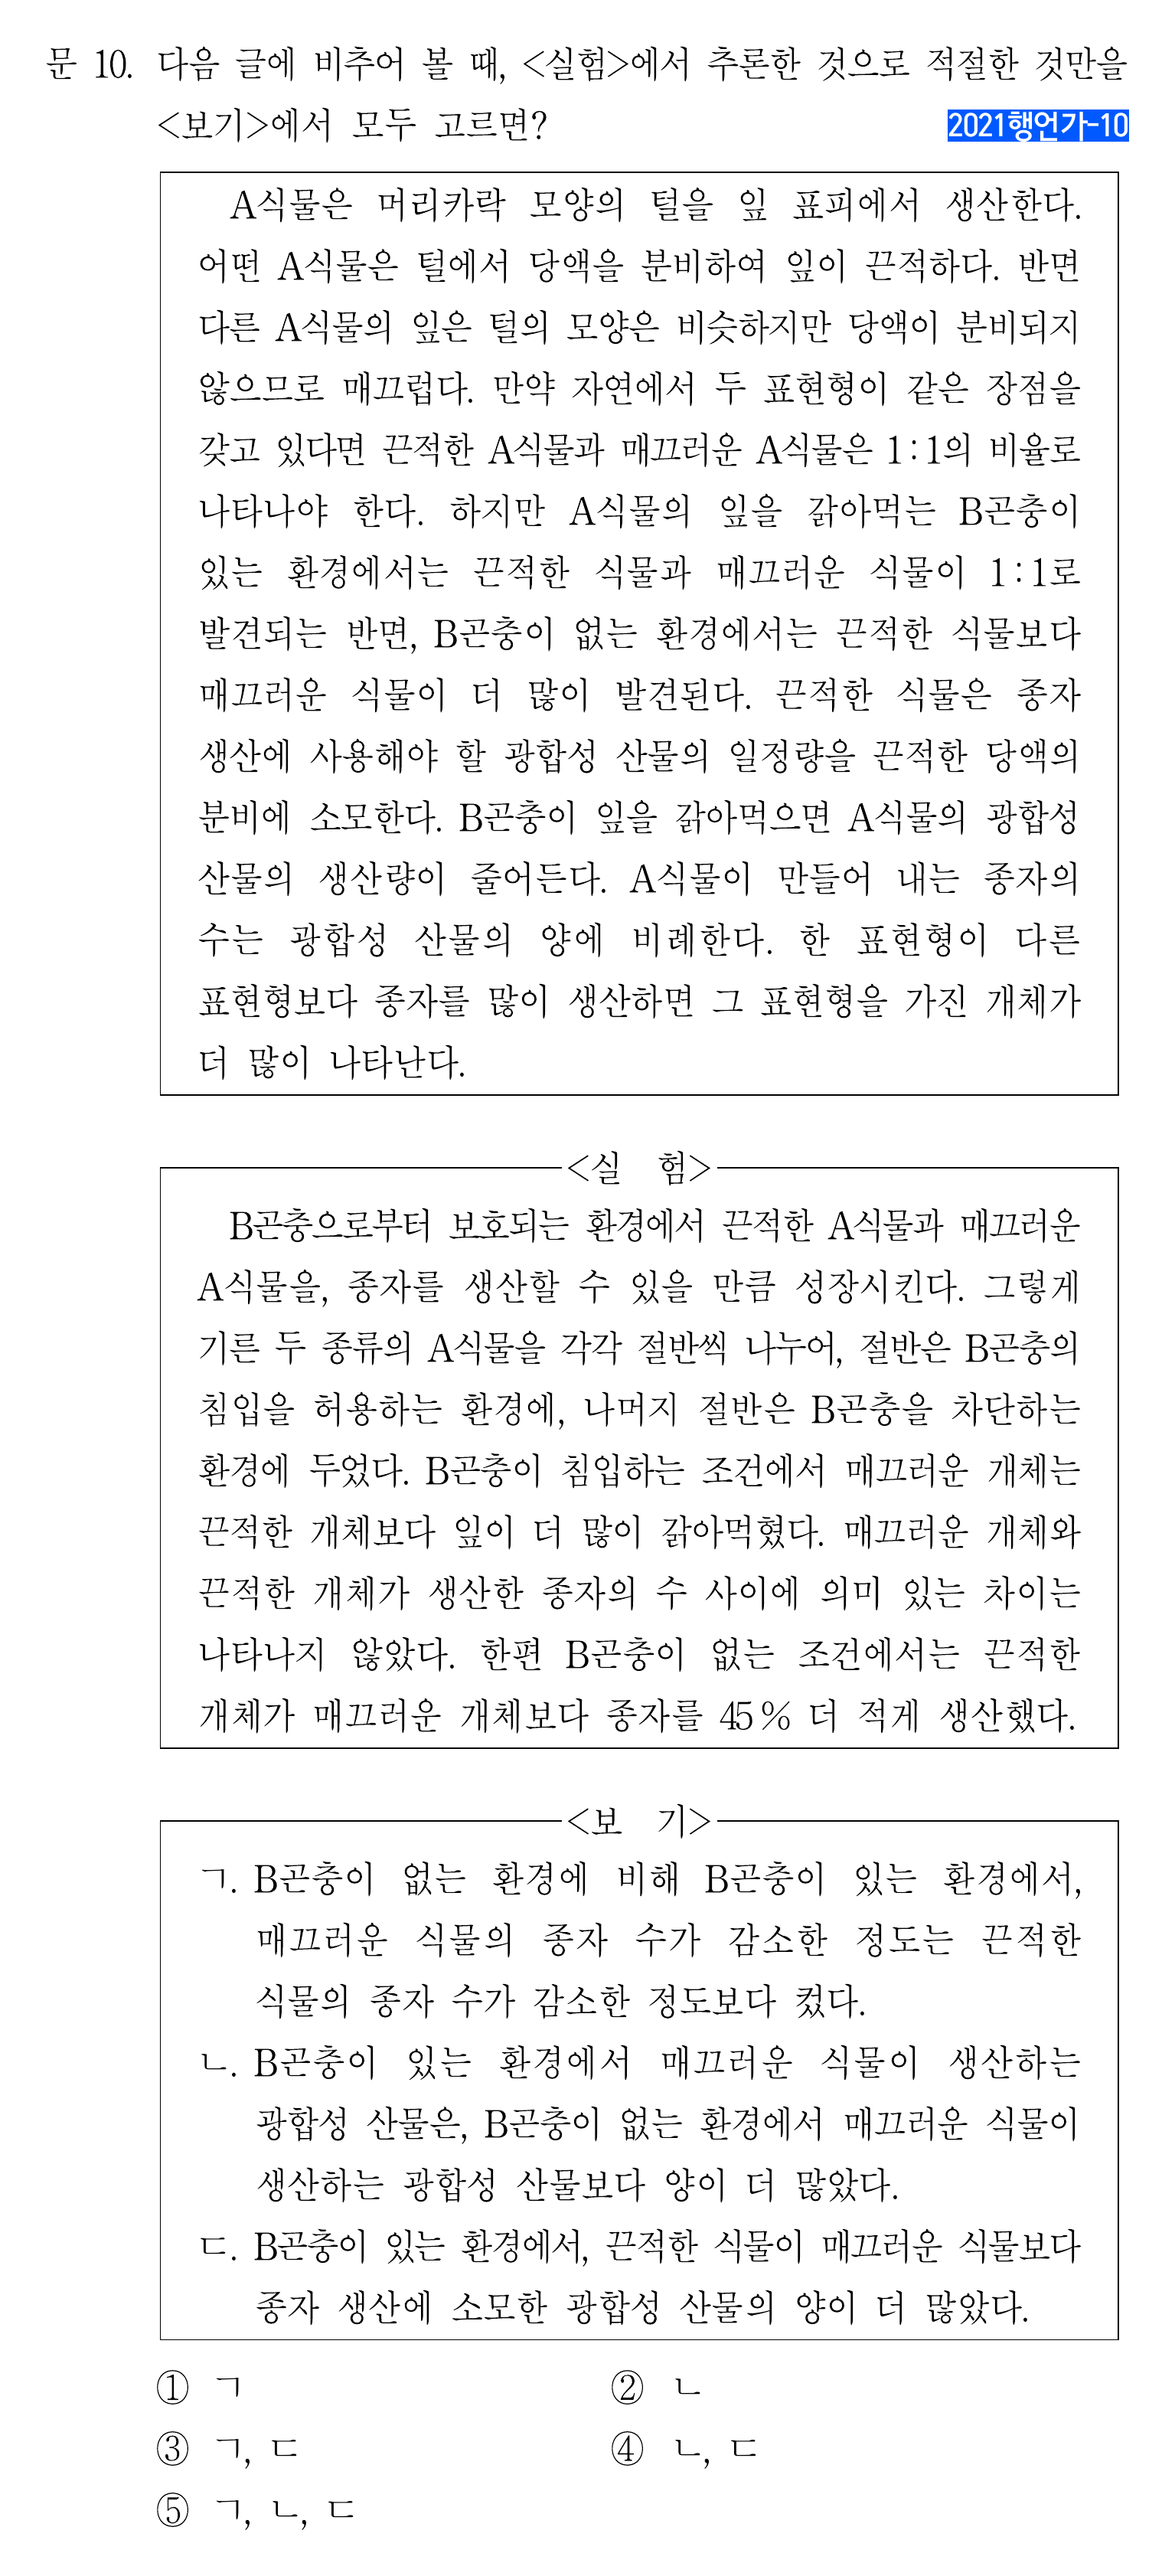 문 10. 다음 글에 비추어 볼 때, <실험>에서 추론한 것으로 적절한 것만을
<보기>에서 모두 고르면?
2021행언가-10
A식물은 머리카락 모양의 털을 잎 표피에서 생산한다.
어떤 A식물은 털에서 당액을 분비하여 잎이 끈적하다. 반면
다른 A식물의 잎은 털의 모양은 비슷하지만 당액이 분비되지
않으므로 매끄럽다. 만약 자연에서 두 표현형이 같은 장점을
갖고 있다면 끈적한 A식물과 매끄러운 A식물은 1:1의 비율로
나타나야 한다. 하지만 A식물의 잎을 갉아먹는 B곤충이
있는 환경에서는 끈적한 식물과 매끄러운 식물이 1:1로
발견되는 반면, B곤충이 없는 환경에서는 끈적한 식물보다
매끄러운 식물이 더 많이 발견된다. 끈적한 식물은 종자
생산에 사용해야 할 광합성 산물의 일정량을 끈적한 당액의
분비에 소모한다. B곤충이 잎을 갉아먹으면 A식물의 광합성
산물의 생산량이 줄어든다. A식물이 만들어 내는 종자의
수는 광합성 산물의 양에 비례한다. 한 표현형이 다른
표현형보다 종자를 많이 생산하면 그 표현형을 가진 개체가
더 많이 나타난다.
<실 험>
B곤충으로부터 보호되는 환경에서 끈적한 A식물과 매끄러운
A식물을, 종자를 생산할 수 있을 만큼 성장시킨다. 그렇게
기른 두 종류의 A식물을 각각 절반씩 나누어, 절반은 B곤충의
침입을 허용하는 환경에, 나머지 절반은 B곤충을 차단하는
환경에 두었다. B곤충이 침입하는 조건에서 매끄러운 개체는
끈적한 개체보다 잎이 더 많이 갉아먹혔다. 매끄러운 개체와
끈적한 개체가 생산한 종자의 수 사이에 의미 있는 차이는
나타나지 않았다. 한편 B곤충이 없는 조건에서는 끈적한
개체가 매끄러운 개체보다 종자를 45 % 더 적게 생산했다.
<보 기>
ㄱ. B곤충이 없는 환경에 비해 B곤충이 있는 환경에서,
매끄러운 식물의 종자 수가 감소한 정도는 끈적한
식물의 종자 수가 감소한 정도보다 컸다.
ㄴ. B곤충이 있는 환경에서 매끄러운 식물이 생산하는
광합성 산물은, B곤충이 없는 환경에서 매끄러운 식물이
생산하는 광합성 산물보다 양이 더 많았다.
ㄷ. B곤충이 있는 환경에서, 끈적한 식물이 매끄러운 식물보다
종자 생산에 소모한 광합성 산물의 양이 더 많았다.
① ㄱ ② ㄴ
③ ㄱ, ㄷ ④ ㄴ, ㄷ
⑤ ㄱ, ㄴ, ㄷ